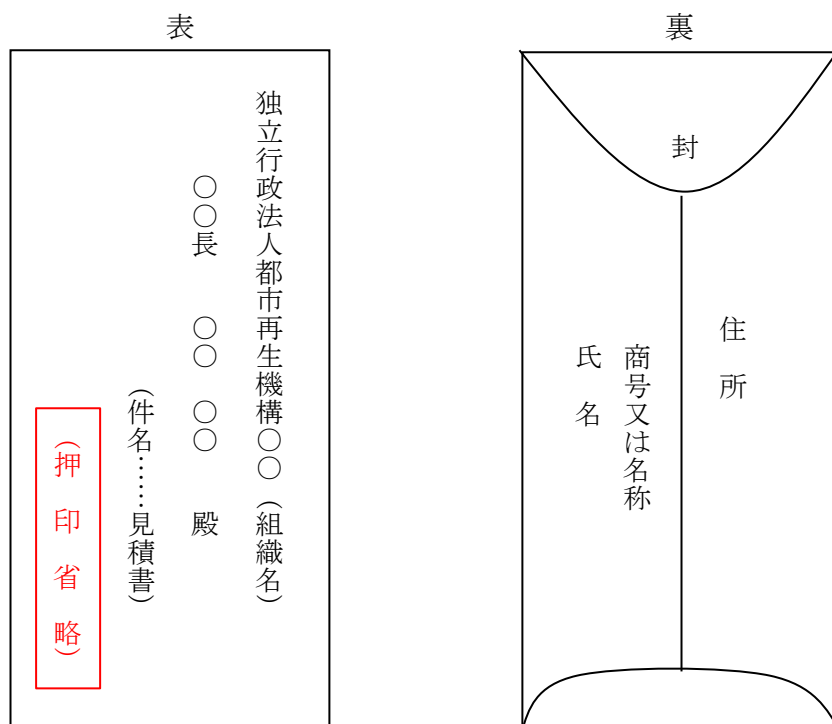 表
独立行政法人都市再生機構○○（組織名）
○○長　○○　○○　殿
（件名……見積書）
（押印省略）
裏
封
住所
商号又は名称
氏名